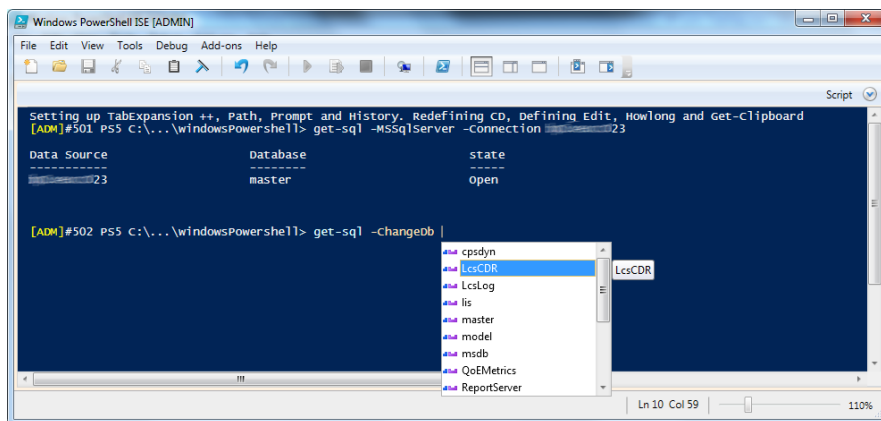 Windows PowerShell ISE [ADMIN]
File Edit View Tools Debug Add-ons Help
Script
Setting up TabExpansion ++, Path, Prompt and History. Redefining CD, Defining Edit, Howlong and Get-Clipboard
[ADM]#501 PS5 C:\...\windowsPowershell> get-sql -MSSqlServer -Connection 23
Data Source Database state
----------- -------- -----
23 master Open
[ADM]#502 PS5 C:\...\windowsPowershell> get-sql -ChangeDb
cpsdyn
LcsCDR LcsCDR
LcsLog
lis
master
model
msdb
QoEMetrics
ReportServer
Ln 10 Col 59 110%